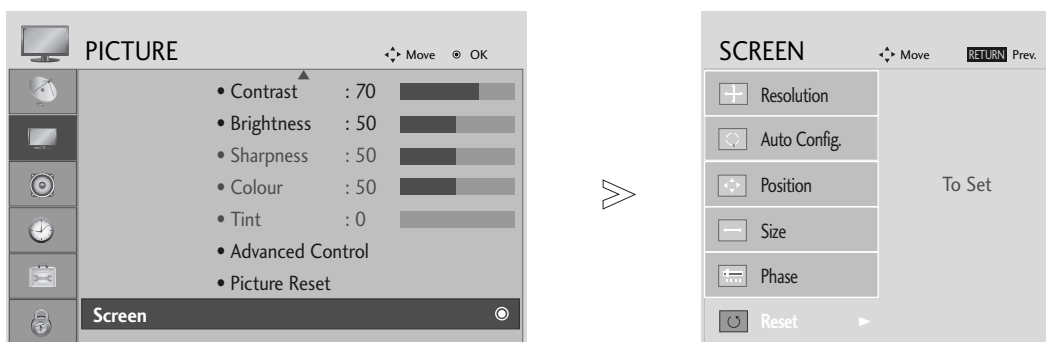 PICTURE
Move OK
• Contrast : 70
• Brightness : 50
• Sharpness : 50
• Colour : 50
• Tint : 0
• Advanced Control
• Picture Reset
Screen
SCREEN
Move RETURN Prev.
Resolution
Auto Config.
Position
Size
Phase
Reset
To Set